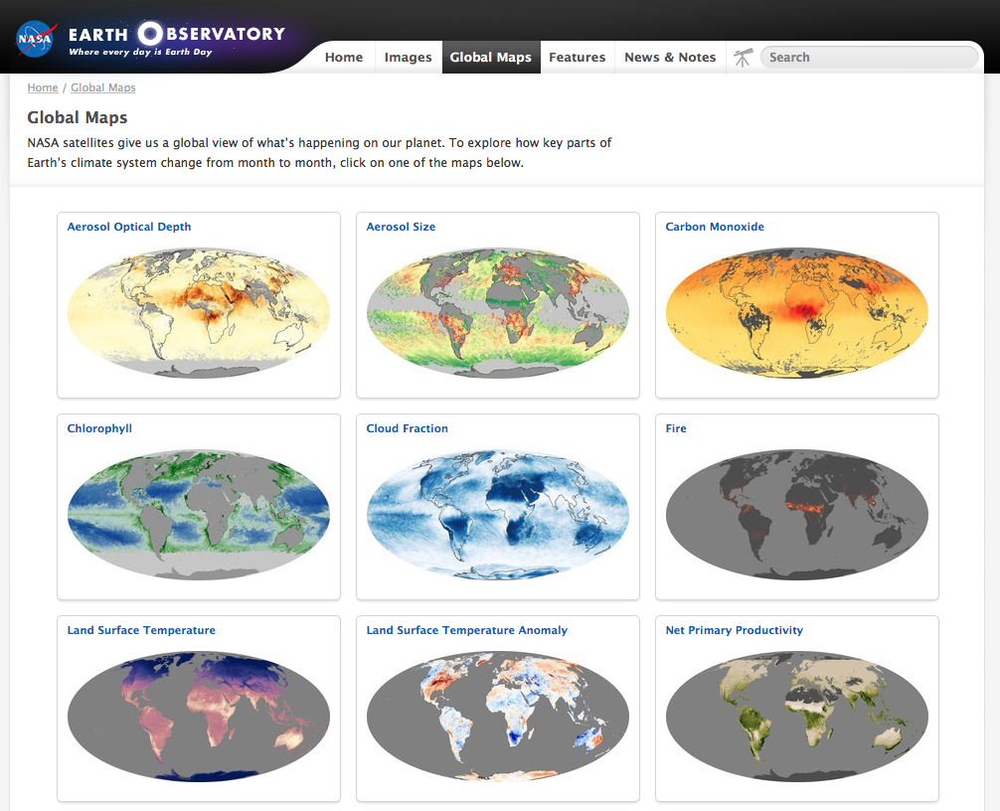 NASA
EARTH OBSERVATORY
Where every day is Earth Day
Home
Images
Global Maps
Features
News & Notes
Search
Home / Global Maps
Global Maps
NASA satellites give us a global view of what's happening on our planet. To explore how key parts of
Earth's climate system change from month to month, click on one of the maps below.
Aerosol Optical Depth
Aerosol Size
Carbon Monoxide
Chlorophyll
Cloud Fraction
Fire
Land Surface Temperature
Land Surface Temperature Anomaly
Net Primary Productivity